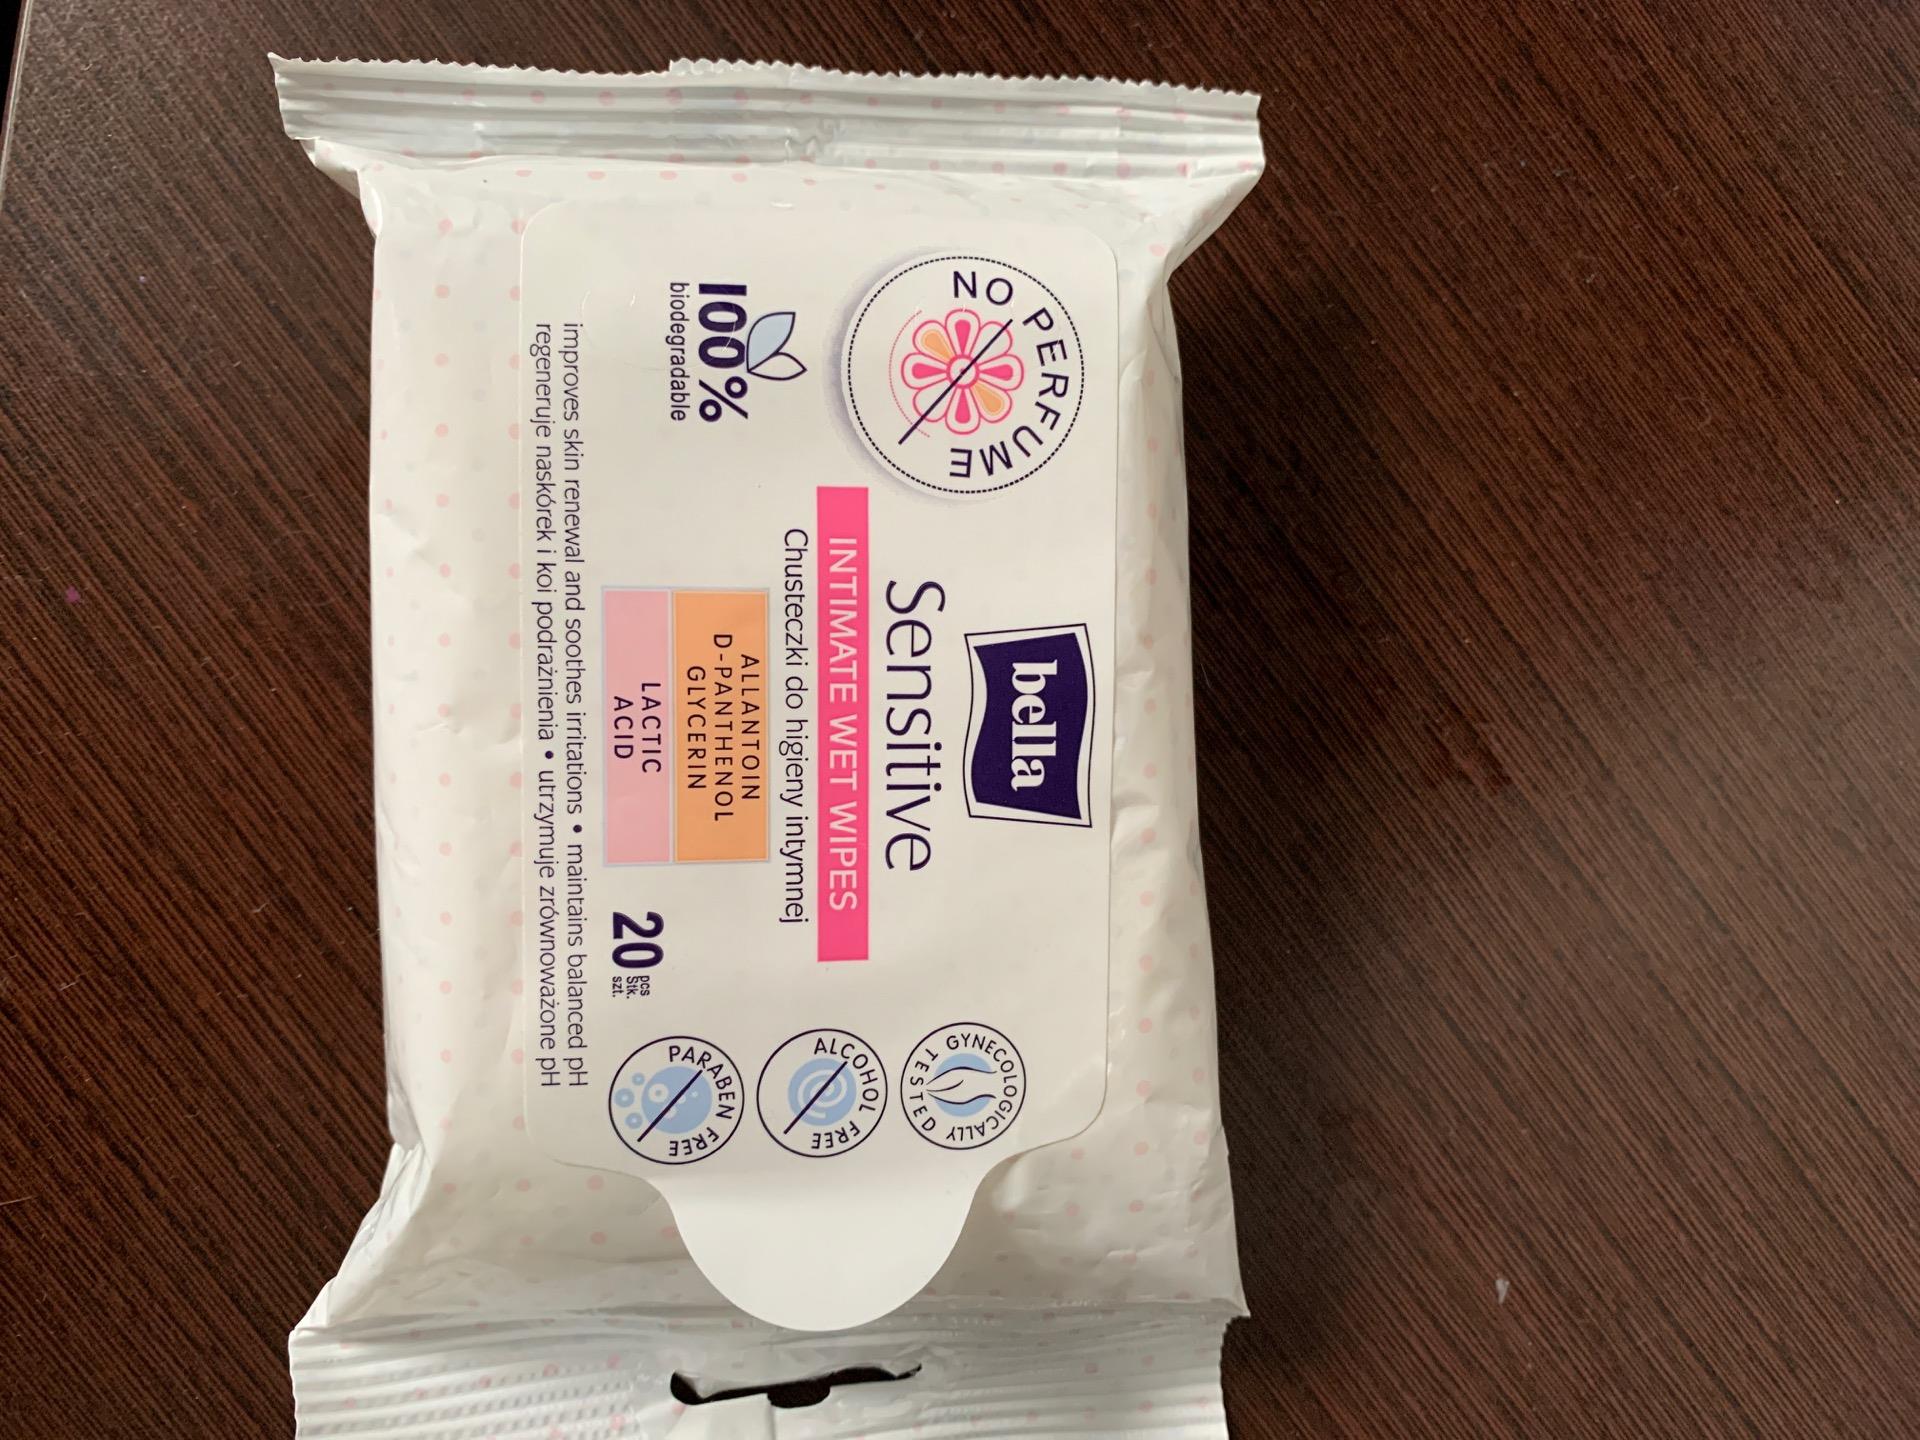 NO PERFUME
bella
Sensitive
INTIMATE WET WIPES
Chusteczki do higieny intymnej
GYNECOLOGICALLY TESTED
ALCOHOL FREE
PARABEN FREE
100%
biodegradable
ALLANTOIN
D-PANTHENOL
GLYCERIN
LACTIC
ACID
20 pcs
Stk.
szt.
improves skin renewal and soothes irritations • maintains balanced pH
regeneruje naskórek i koi podrażnienia • utrzymuje zrównoważone pH